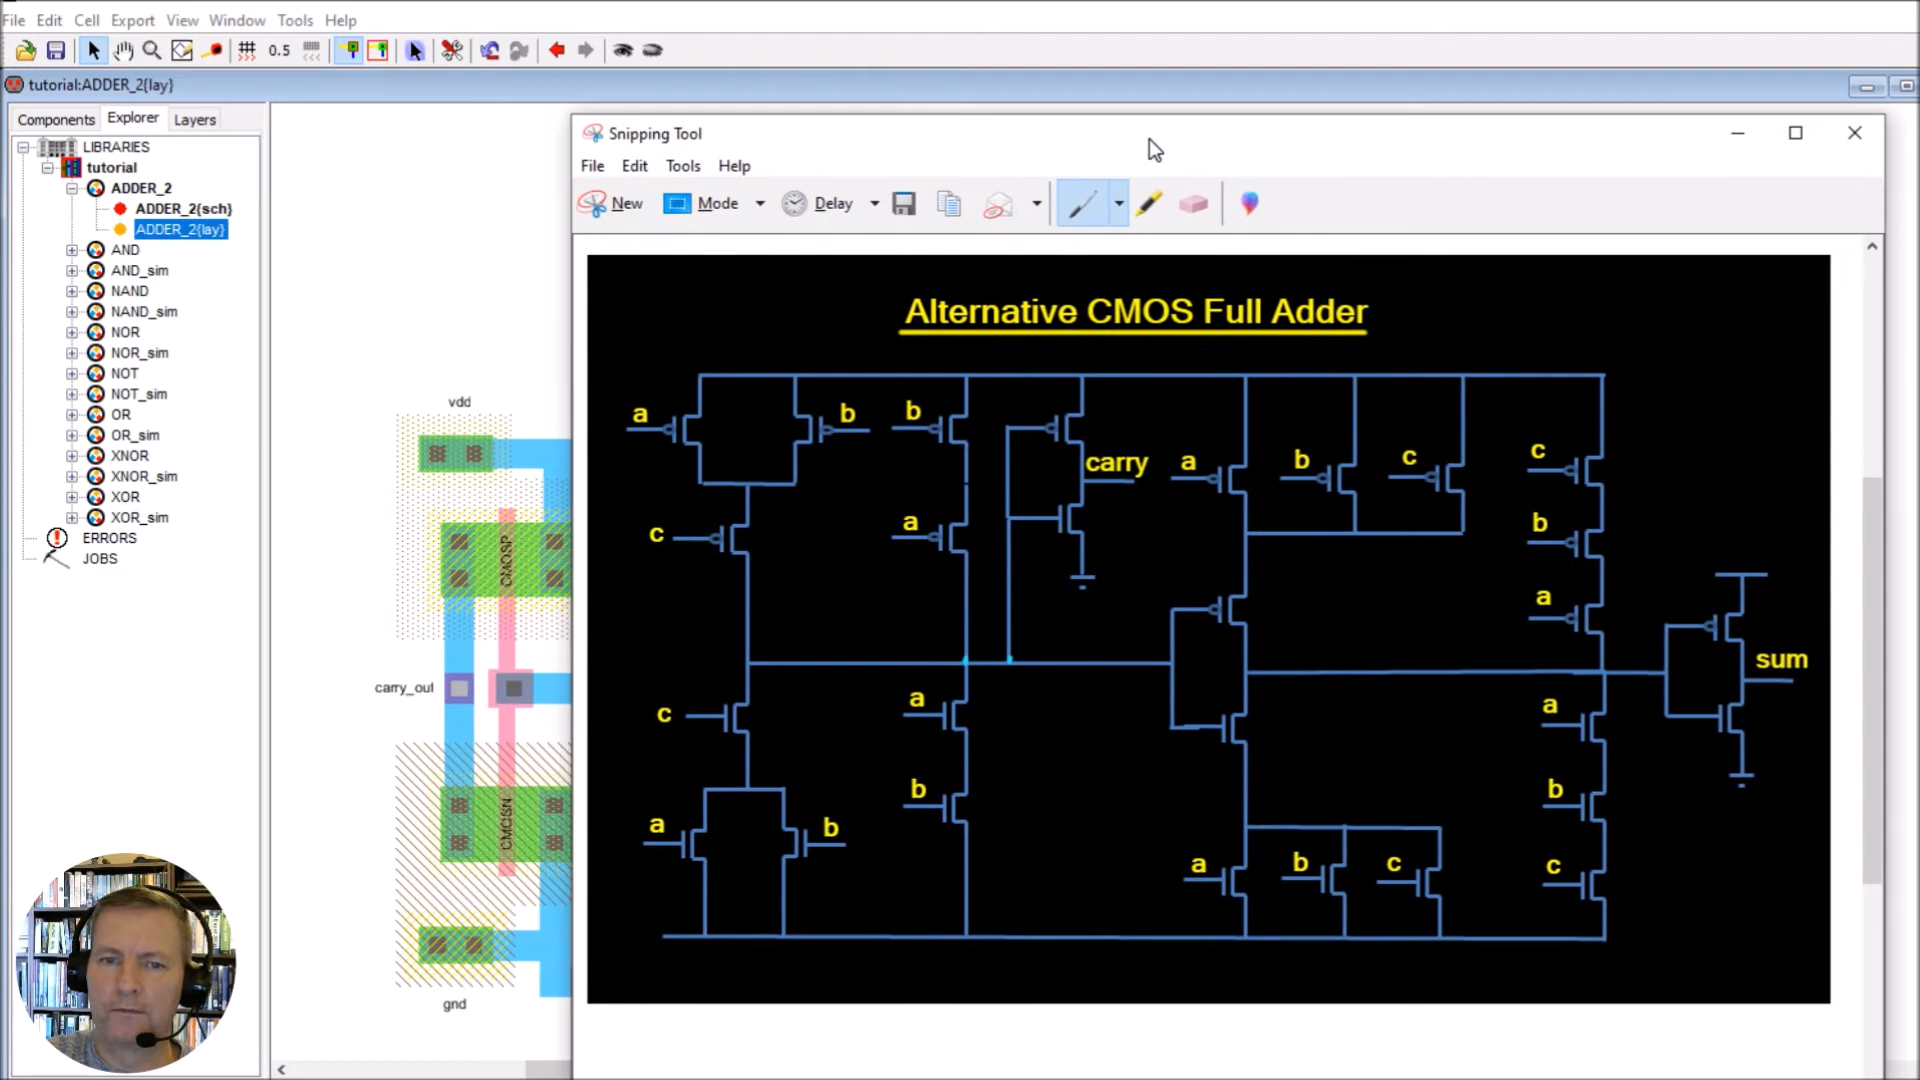 File Edit Cell Export View Window Tools Help
0.5
tutorial:ADDER_2{lay}
Components Explorer Layers
LIBRARIES
tutorial
ADDER_2
ADDER_2{sch}
ADDER_2{lay}
AND
AND_sim
NAND
NAND_sim
NOR
NOR_sim
NOT
NOT_sim
OR
OR_sim
XNOR
XNOR_sim
XOR
XOR_sim
ERRORS
JOBS
vdd
CMOSP
carry_out
CMOSN
gnd
Snipping Tool
File Edit Tools Help
New Mode Delay
Alternative CMOS Full Adder
a b b
carry a b c c
c a b
a
sum
c a a
b b
a b a b c c